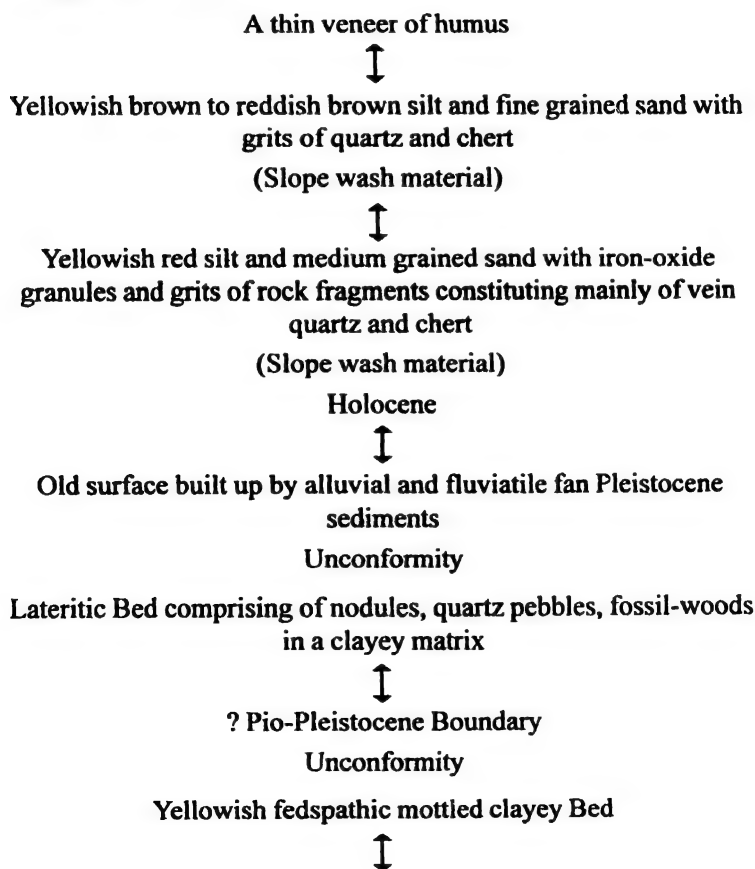 A thin veneer of humus
↕
Yellowish brown to reddish brown silt and fine grained sand with
grits of quartz and chert
(Slope wash material)
↕
Yellowish red silt and medium grained sand with iron-oxide
granules and grits of rock fragments constituting mainly of vein
quartz and chert
(Slope wash material)
Holocene
↕
Old surface built up by alluvial and fluviatile fan Pleistocene
sediments
Unconformity
Lateritic Bed comprising of nodules, quartz pebbles, fossil-woods
in a clayey matrix
↕
? Pio-Pleistocene Boundary
Unconformity
Yellowish fedspathic mottled clayey Bed
↕